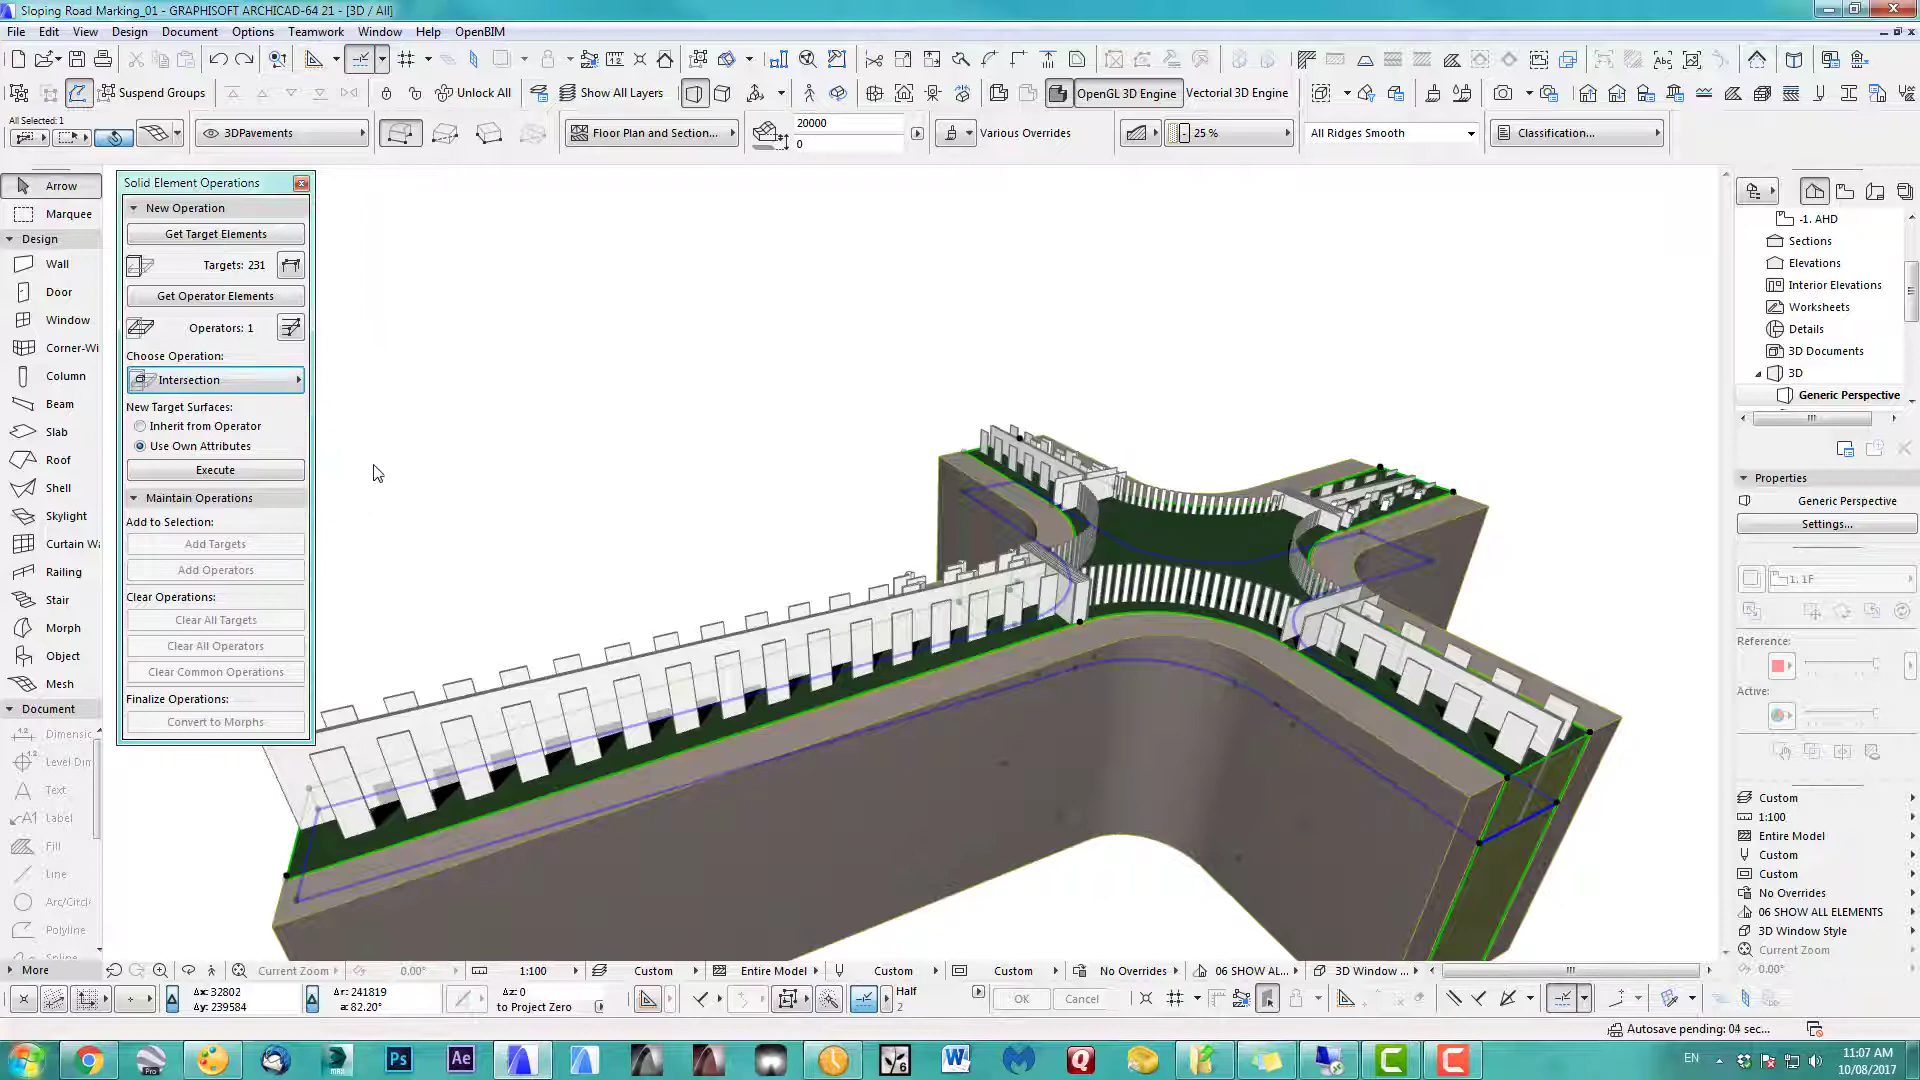 Sloping Road Marking_01 - GRAPHISOFT ARCHICAD-64 21 - [3D / All]
File Edit View Design Document Options Teamwork Window Help OpenBIM
Suspend Groups
Unlock All
Show All Layers
OpenGL 3D Engine
Vectorial 3D Engine
All Selected: 1
3DPavements
Floor Plan and Section...
20000
0
Various Overrides
25 %
All Ridges Smooth
Classification...
Arrow
Marquee
Design
Wall
Door
Window
Corner-Wi
Column
Beam
Slab
Roof
Shell
Skylight
Curtain Wa
Railing
Stair
Morph
Object
Mesh
Document
Dimensic
Level Dim
Text
A1 Label
Fill
Line
Arc/Circl
Polyline
Spline
More
Solid Element Operations
New Operation
Get Target Elements
Targets: 231
Get Operator Elements
Operators: 1
Choose Operation:
Intersection
New Target Surfaces:
Inherit from Operator
Use Own Attributes
Execute
Maintain Operations
Add to Selection:
Add Targets
Add Operators
Clear Operations:
Clear All Targets
Clear All Operators
Clear Common Operations
Finalize Operations:
Convert to Morphs
-1. AHD
Sections
Elevations
Interior Elevations
Worksheets
Details
3D Documents
3D
Generic Perspective
Properties
Generic Perspective
Settings...
1. 1F
Reference:
Active:
Custom
1:100
Entire Model
Custom
Custom
No Overrides
06 SHOW ALL ELEMENTS
3D Window Style
Current Zoom
0.00°
Current Zoom
0.00°
1:100
Custom
Entire Model
Custom
Custom
No Overrides
06 SHOW AL...
3D Window ...
Δx: 32802
Δy: 239584
Δr: 241819
a: 82.20°
Δz: 0
to Project Zero
Half
2
OK
Cancel
Autosave pending: 04 sec...
EN
11:07 AM
10/08/2017